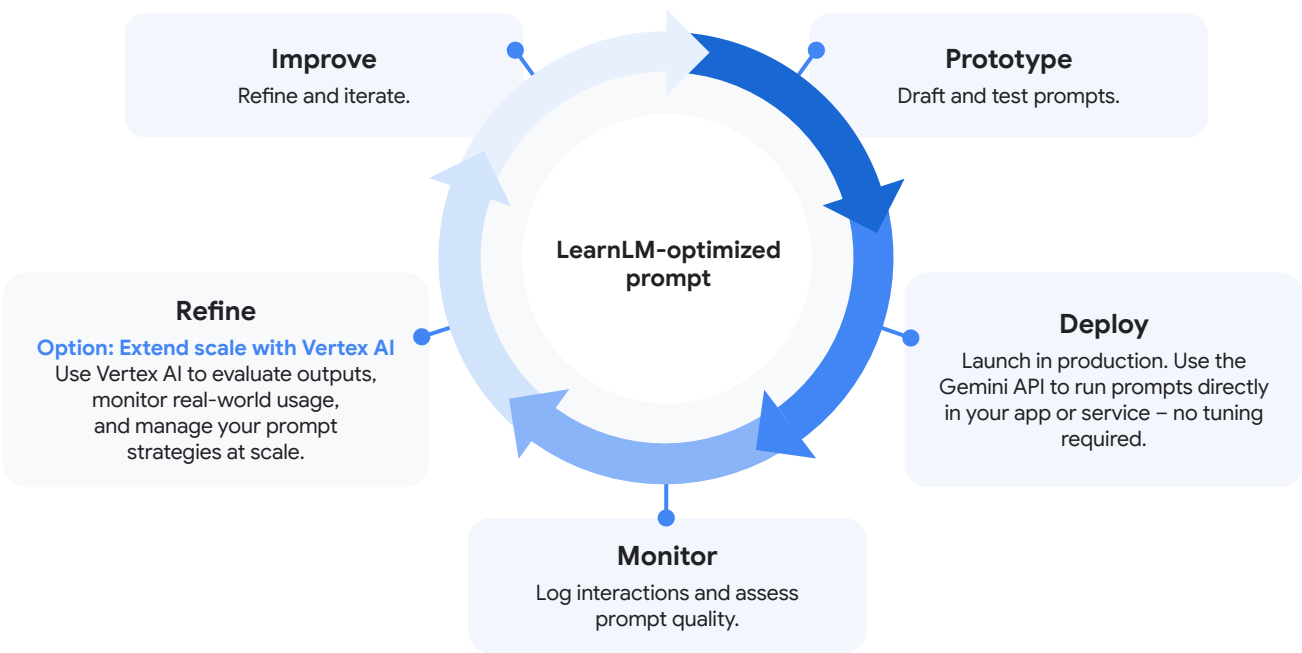 Improve
Refine and iterate.
Prototype
Draft and test prompts.
LearnLM-optimized
prompt
Refine
Option: Extend scale with Vertex AI
Use Vertex AI to evaluate outputs,
monitor real-world usage,
and manage your prompt
strategies at scale.
Deploy
Launch in production. Use the
Gemini API to run prompts directly
in your app or service – no tuning
required.
Monitor
Log interactions and assess
prompt quality.